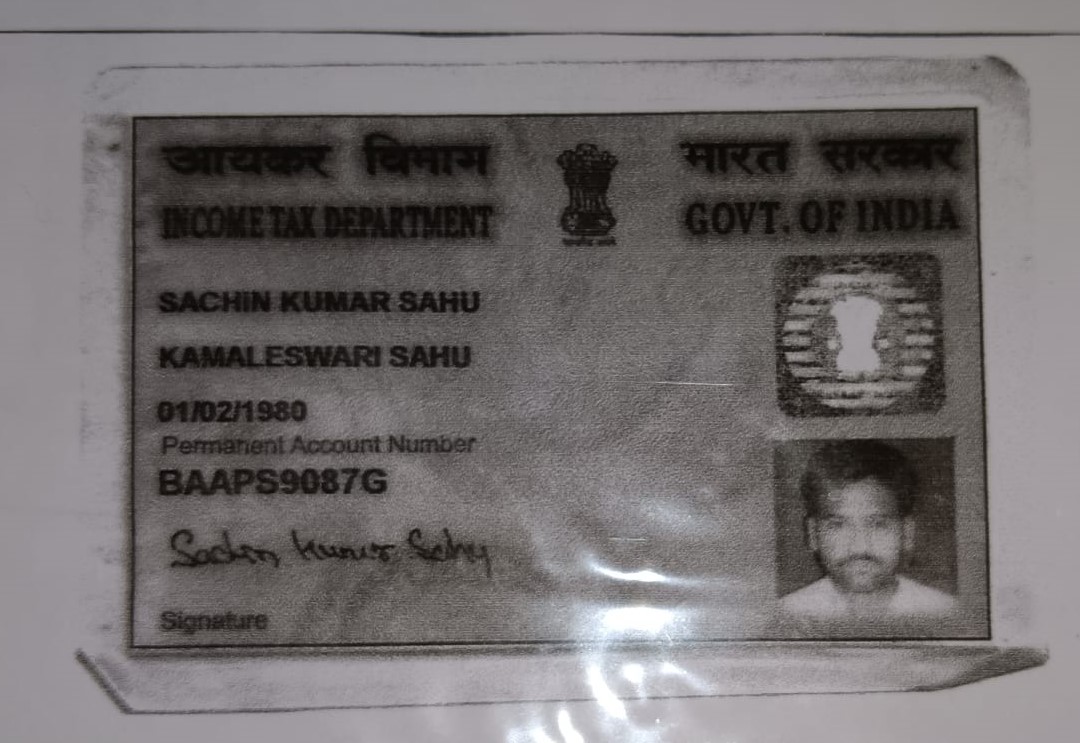 आयकर विभाग
INCOME TAX DEPARTMENT
भारत सरकार
GOVT. OF INDIA
SACHIN KUMAR SAHU
KAMALESWARI SAHU
01/02/1980
Permanent Account Number
BAAPS9087G
Sachin Kumar Sahu
Signature